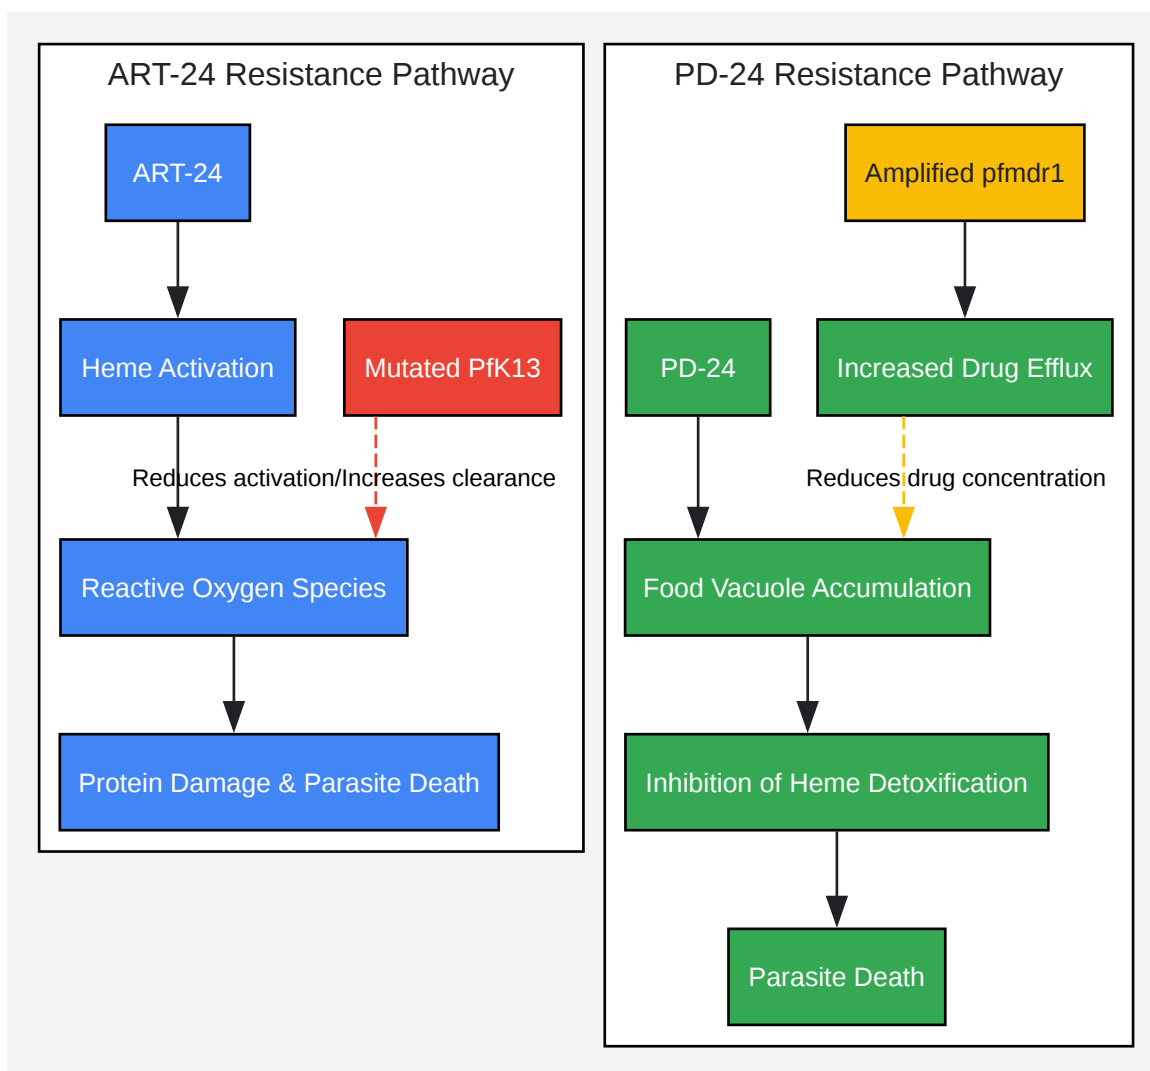 ART-24 Resistance Pathway
ART-24
Heme Activation
Mutated PfK13
Reduces activation/Increases clearance
Reactive Oxygen Species
Protein Damage & Parasite Death
PD-24 Resistance Pathway
Amplified pfmdr1
PD-24
Increased Drug Efflux
Reduces drug concentration
Food Vacuole Accumulation
Inhibition of Heme Detoxification
Parasite Death